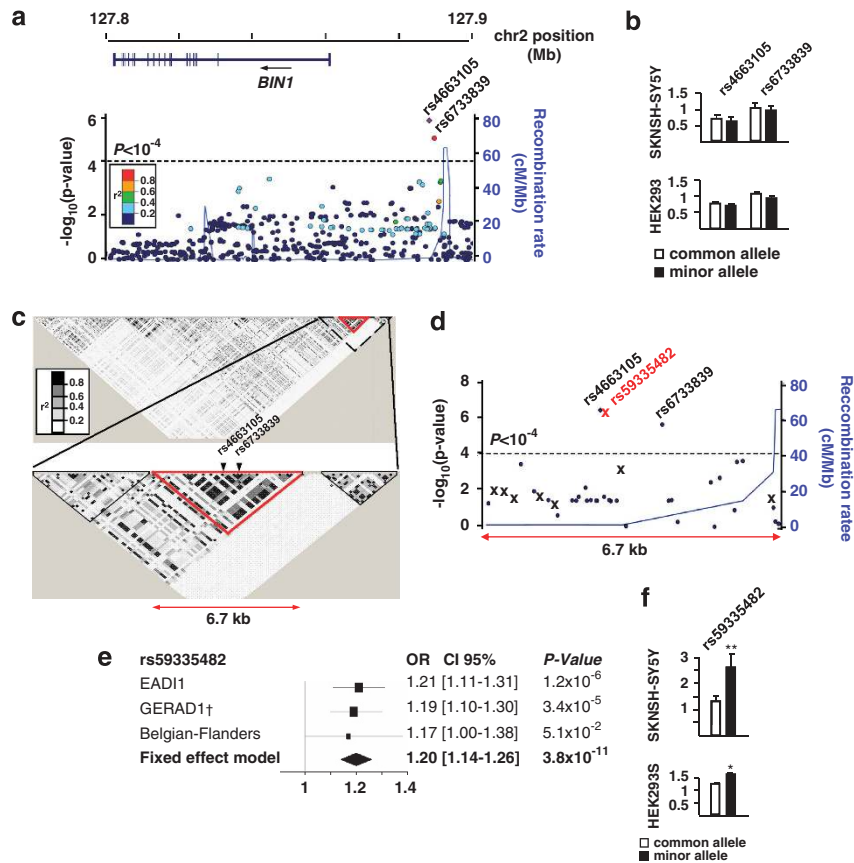 a
127.8
127.9
chr2 position
(Mb)
BIN1
rs4663105
rs6733839
6
4
2
0
-log10(p-value)
P<10-4
r2
0.8
0.6
0.4
0.2
80
60
40
20
0
Recombination rate
(cM/Mb)
b
rs4663105
rs6733839
SKNSH-SY5Y
1.5
1
0.5
HEK293
1.5
1
0.5
common allele
minor allele
c
r2
0.8
0.6
0.4
0.2
rs4663105
rs6733839
6.7 kb
d
rs4663105
rs59335482
rs6733839
8
6
4
2
0
-log10(p-value)
P<10-4
80
60
40
20
0
Reccombination ratee
(cM/Mb)
6.7 kb
e
rs59335482 OR CI 95% P-Value
EADI1 1.21 [1.11-1.31] 1.2x10-6
GERAD1† 1.19 [1.10-1.30] 3.4x10-5
Belgian-Flanders 1.17 [1.00-1.38] 5.1x10-2
Fixed effect model 1.20 [1.14-1.26] 3.8x10-11
1 1.2 1.4
f
rs59335482
SKNSH-SY5Y
3
2
1
**
HEK293S
1.5
1
0.5
*
common allele
minor allele